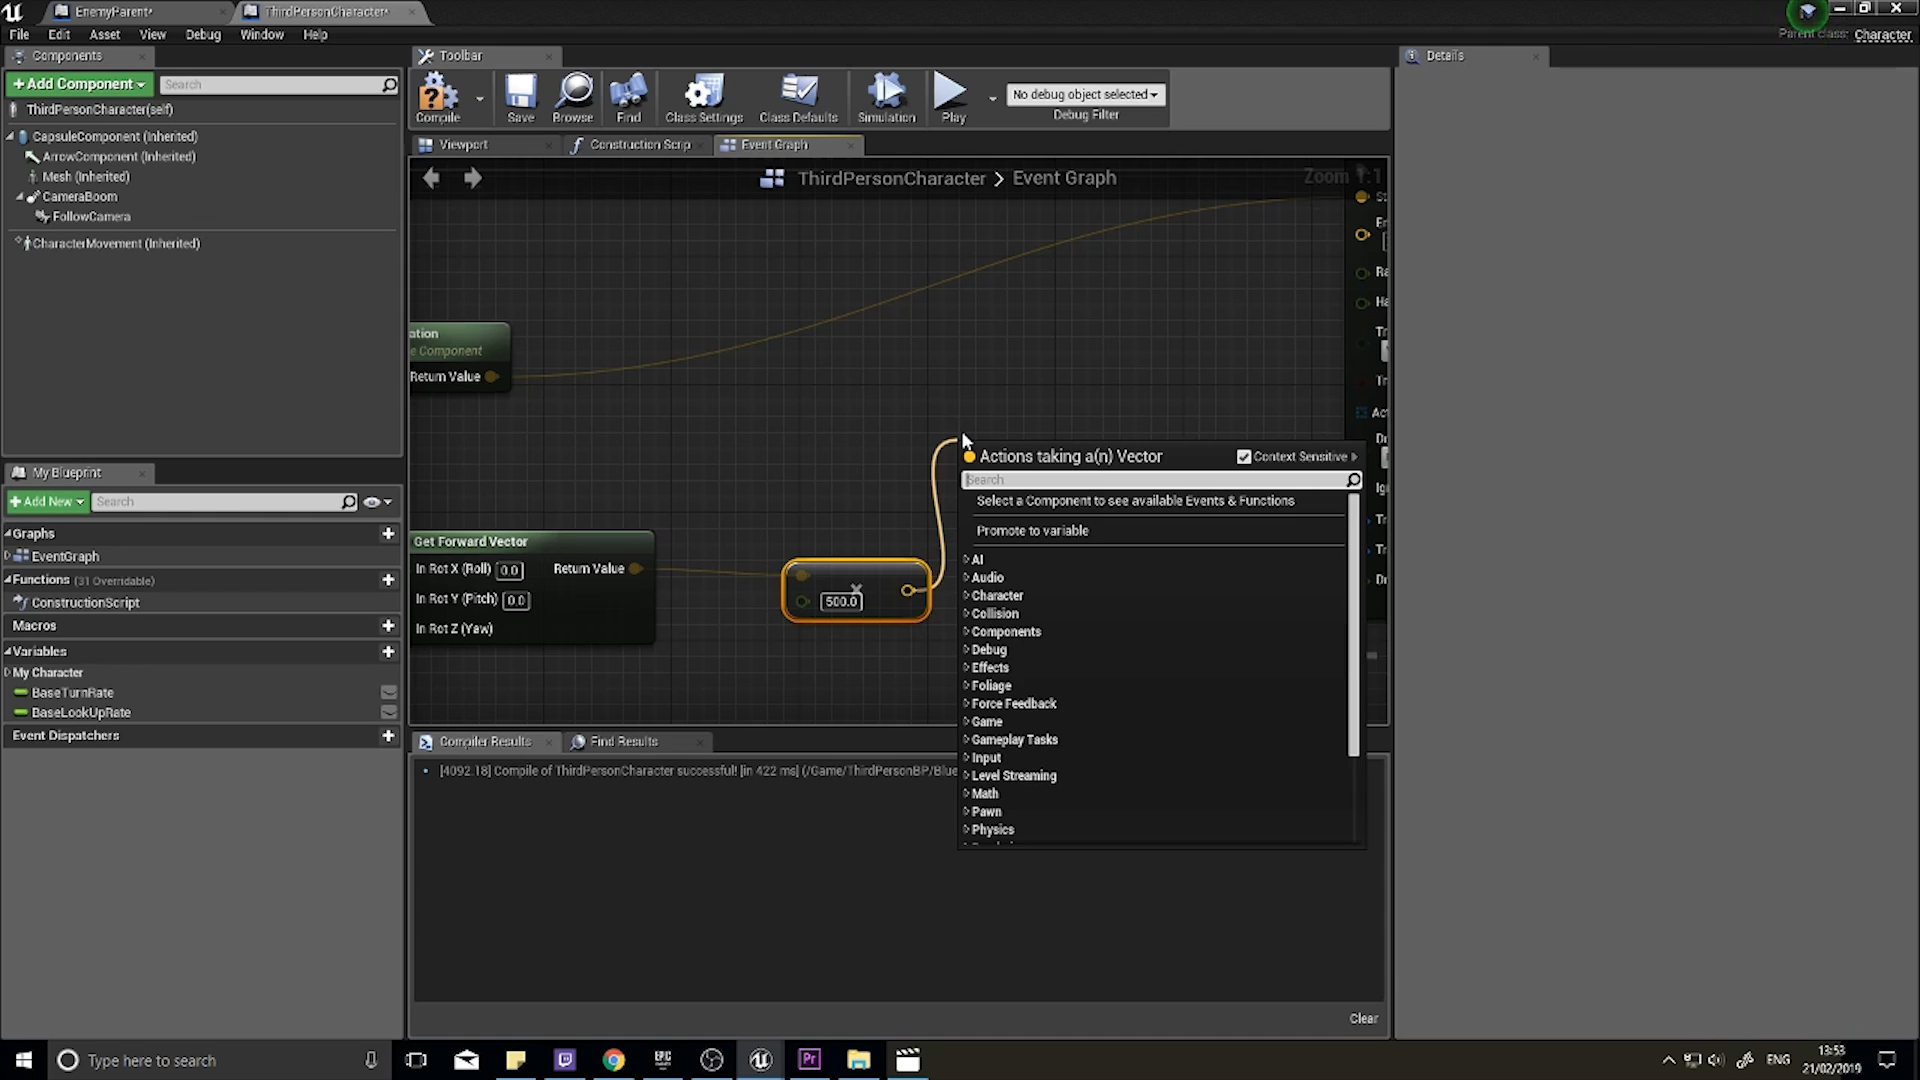 EnemyParent*
ThirdPersonCharacter*
File Edit Asset View Debug Window Help
Parent class: Character
Components
Toolbar
Details
+Add Component
Search
ThirdPersonCharacter(self)
CapsuleComponent (Inherited)
ArrowComponent (Inherited)
Mesh (Inherited)
CameraBoom
FollowCamera
CharacterMovement (Inherited)
Compile
Save
Browse
Find
Class Settings
Class Defaults
Simulation
Play
No debug object selected
Debug Filter
Viewport
Construction Scrip
Event Graph
ThirdPersonCharacter > Event Graph
Zoom 1:1
ation
e Component
Return Value
Get Forward Vector
In Rot X (Roll) 0.0
Return Value
In Rot Y (Pitch) 0.0
In Rot Z (Yaw)
500.0
St
Ra
Ha
Ac
Actions taking a(n) Vector
Context Sensitive
Search
Select a Component to see available Events & Functions
Promote to variable
AI
Audio
Character
Collision
Components
Debug
Effects
Foliage
Force Feedback
Game
Gameplay Tasks
Input
Level Streaming
Math
Pawn
Physics
My Blueprint
+Add New
Search
Graphs
EventGraph
Functions (31 Overridable)
ConstructionScript
Macros
Variables
My Character
BaseTurnRate
BaseLookUpRate
Event Dispatchers
Compiler Results
Find Results
[4092.18] Compile of ThirdPersonCharacter successful! [in 422 ms] (/Game/ThirdPersonBP/Blue
Clear
Type here to search
EPIC
Pr
ENG
13:53
21/02/2019